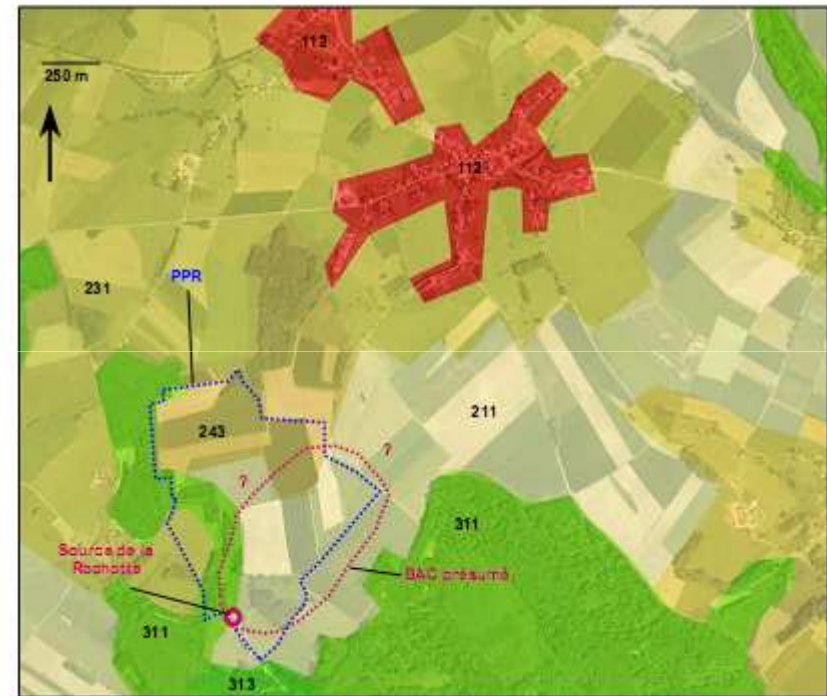 112
250 m
112
231
PPR
211
243
?
?
311
Source de la
Rochotte
BAC présumé
311
313